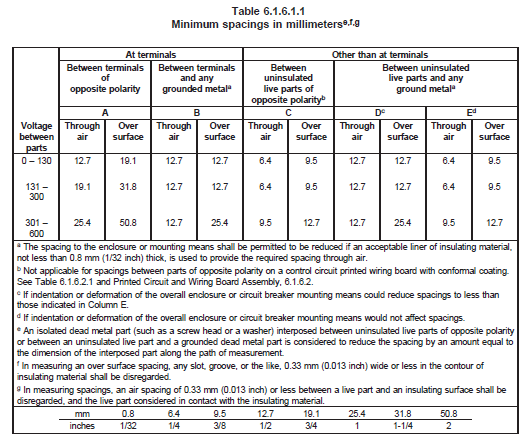 Table 6.1.6.1.1
Minimum spacings in millimeterse,f,g
At terminals Other than at terminals
Between terminals of opposite polarity Between terminals and any grounded metala Between uninsulated live parts of opposite polarityb Between uninsulated live parts and any ground metala
A B C Dc Ed
Voltage between parts Through air Over surface Through air Over surface Through air Over surface Through air Over surface Through air Over surface
0 – 130 12.7 19.1 12.7 12.7 6.4 9.5 12.7 12.7 6.4 9.5
131 – 300 19.1 31.8 12.7 12.7 6.4 9.5 12.7 12.7 6.4 9.5
301 – 600 25.4 50.8 12.7 25.4 9.5 12.7 12.7 25.4 9.5 12.7
a The spacing to the enclosure or mounting means shall be permitted to be reduced if an acceptable liner of insulating material,
not less than 0.8 mm (1/32 inch) thick, is used to provide the required spacing through air.
b Not applicable for spacings between parts of opposite polarity on a control circuit printed wiring board with conformal coating.
See Table 6.1.6.2.1 and Printed Circuit and Wiring Board Assembly, 6.1.6.2.
c If indentation or deformation of the overall enclosure or circuit breaker mounting means could reduce spacings to less than
those indicated in Column E.
d If indentation or deformation of the overall enclosure or circuit breaker mounting means would not affect spacings.
e An isolated dead metal part (such as a screw head or a washer) interposed between uninsulated live parts of opposite polarity
or between an uninsulated live part and a grounded dead metal part is considered to reduce the spacing by an amount equal to
the dimension of the interposed part along the path of measurement.
f In measuring an over surface spacing, any slot, groove, or the like, 0.33 mm (0.013 inch) wide or less in the contour of
insulating material shall be disregarded.
g In measuring spacings, an air spacing of 0.33 mm (0.013 inch) or less between a live part and an insulating surface shall be
disregarded, and the live part considered in contact with the insulating material.
mm 0.8 6.4 9.5 12.7 19.1 25.4 31.8 50.8
inches 1/32 1/4 3/8 1/2 3/4 1 1-1/4 2